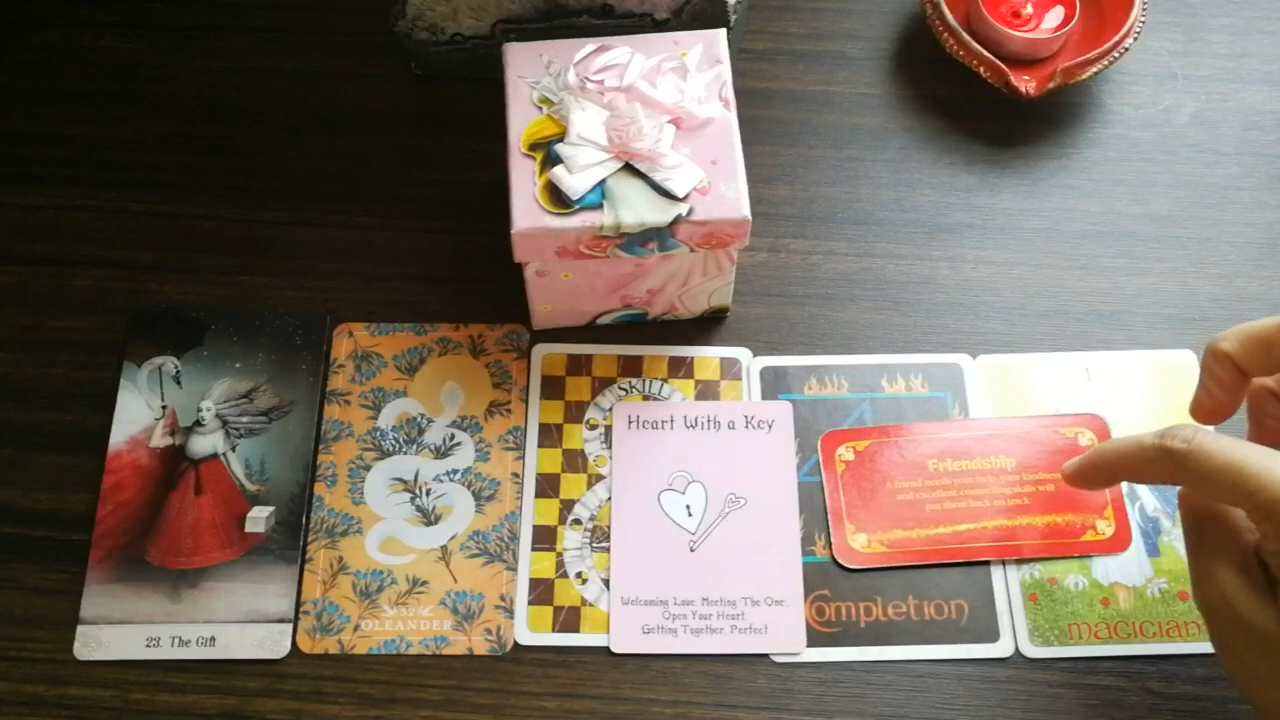 23. The Gift
32
OLEANDER
SKILL
Heart With a Key
Welcoming Love, Meeting 'The One',
Open Your Heart,
Getting Together, Perfect
Completion
I
Friendship
A friend needs your help, your kindness
and excellent counselling skills will
put them back on track.
magician